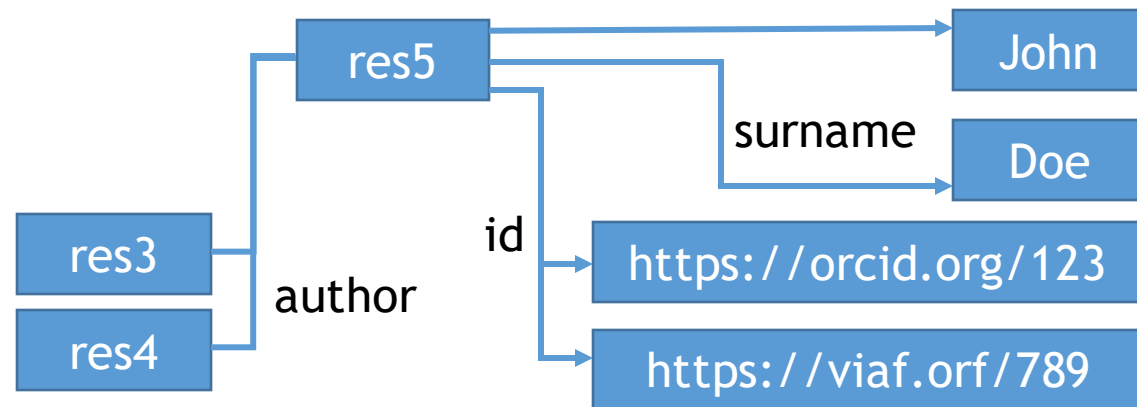 res5
John
surname
Doe
res3
id
https://orcid.org/123
author
res4
https://viaf.orf/789